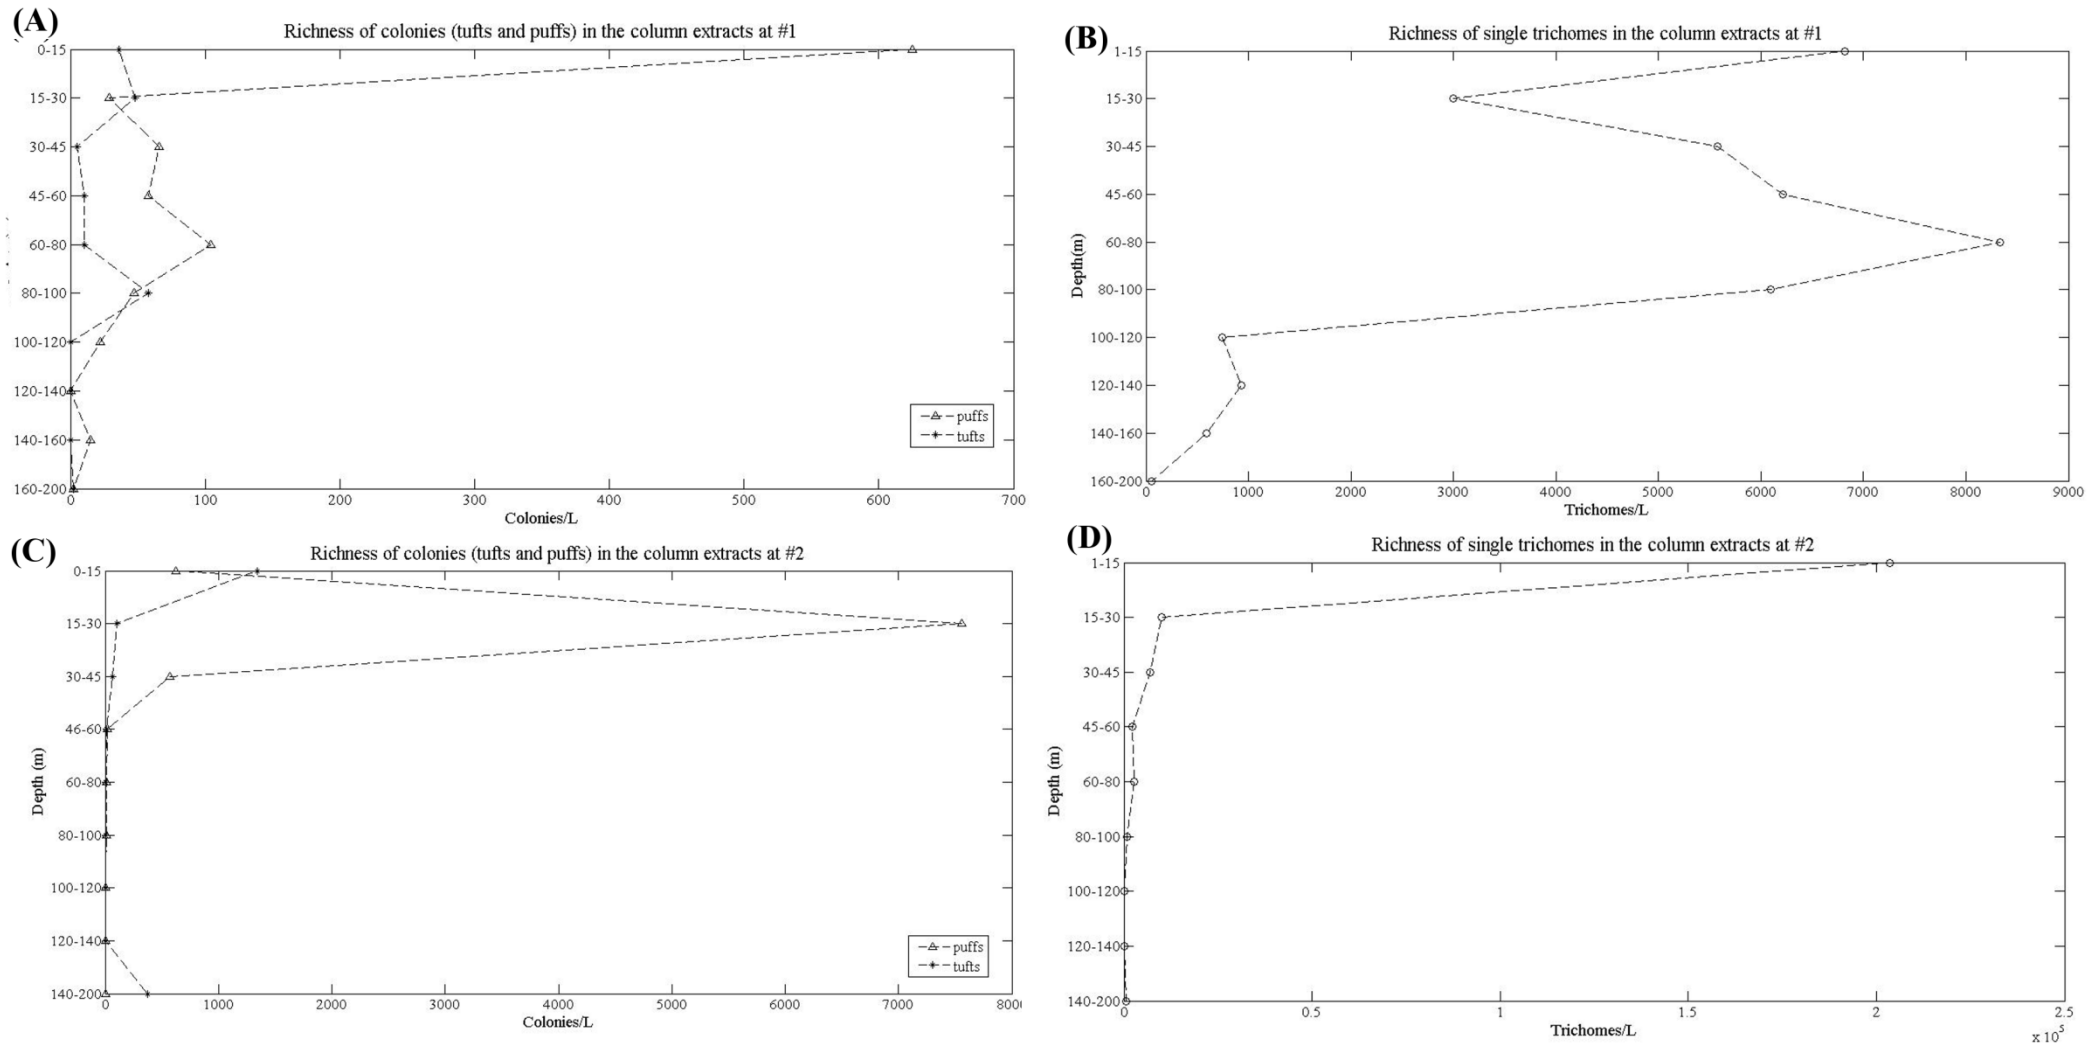 (A)
Richness of colonies (tufts and puffs) in the column extracts at #1
0-15
15-30
30-45
45-60
60-80
80-100
100-120
120-140
140-160
160-200
0 100 200 300 400 500 600 700
Colonies/L
puffs
tufts
(B)
Richness of single trichomes in the column extracts at #1
Depth(m)
1-15
15-30
30-45
45-60
60-80
80-100
100-120
120-140
140-160
160-200
0 1000 2000 3000 4000 5000 6000 7000 8000 9000
Trichomes/L
(C)
Richness of colonies (tufts and puffs) in the column extracts at #2
Depth (m)
0-15
15-30
30-45
46-60
60-80
80-100
100-120
120-140
140-200
0 1000 2000 3000 4000 5000 6000 7000 800
Colonies/L
puffs
tufts
(D)
Richness of single trichomes in the column extracts at #2
Depth (m)
1-15
15-30
30-45
45-60
60-80
80-100
100-120
120-140
140-200
0 0.5 1 1.5 2 2.5
x 10^5
Trichomes/L